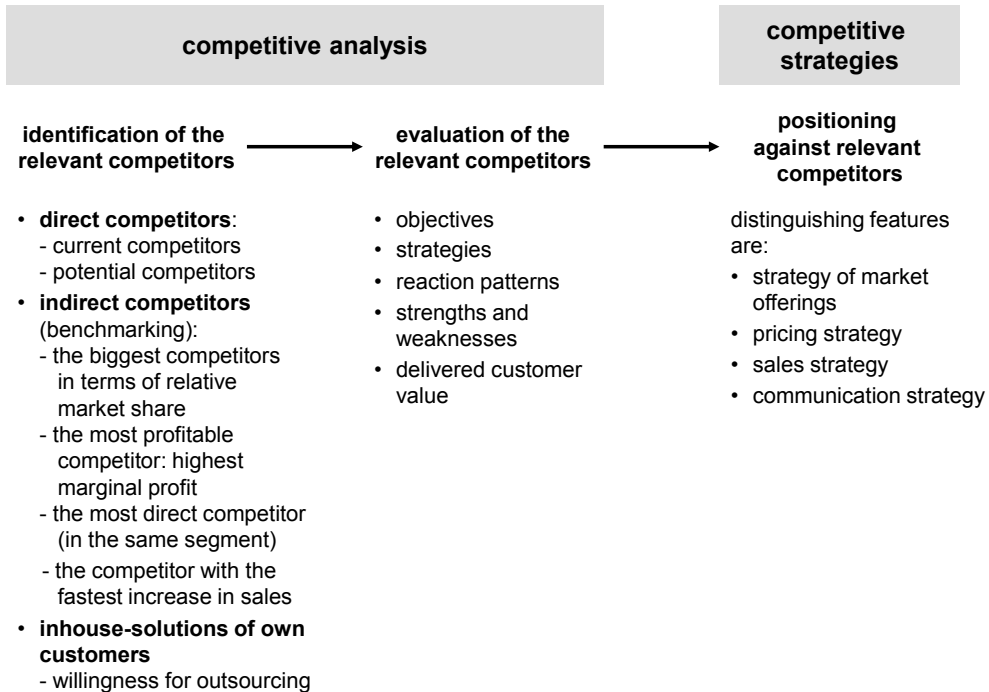 competitive analysis
competitive
strategies
identification of the
relevant competitors
evaluation of the
relevant competitors
positioning
against relevant
competitors
• direct competitors:
- current competitors
- potential competitors
• indirect competitors
(benchmarking):
- the biggest competitors
in terms of relative
market share
- the most profitable
competitor: highest
marginal profit
- the most direct competitor
(in the same segment)
- the competitor with the
fastest increase in sales
• inhouse-solutions of own
customers
- willingness for outsourcing
• objectives
• strategies
• reaction patterns
• strengths and
weaknesses
• delivered customer
value
distinguishing features
are:
• strategy of market
offerings
• pricing strategy
• sales strategy
• communication strategy